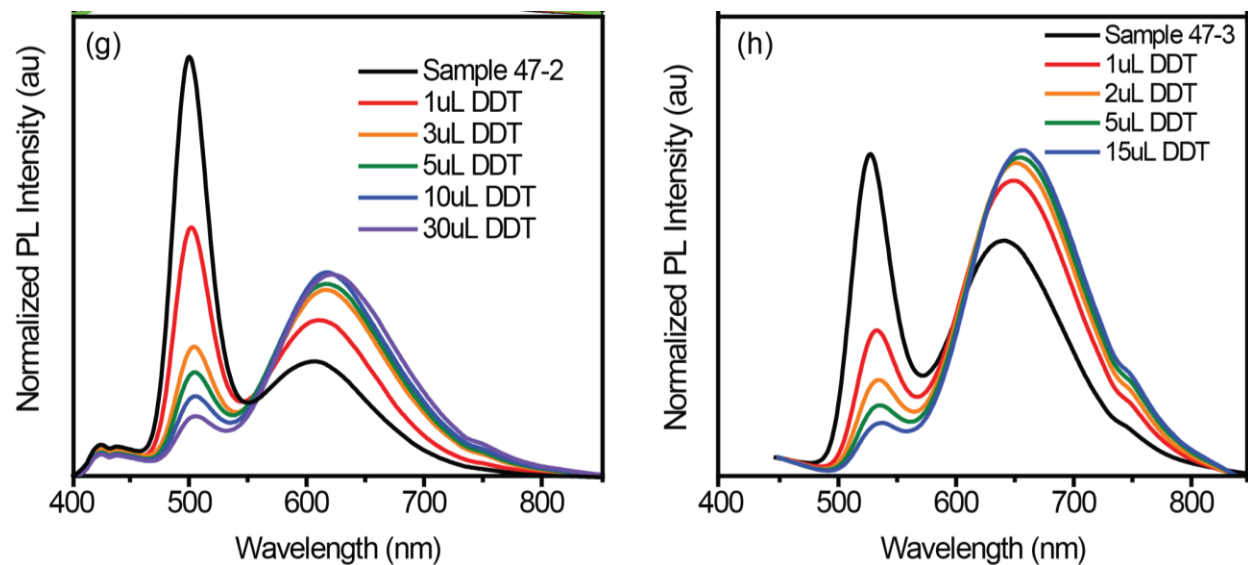 (g)
Normalized PL Intensity (au)
Sample 47-2
1uL DDT
3uL DDT
5uL DDT
10uL DDT
30uL DDT
400 500 600 700 800
Wavelength (nm)
(h)
Normalized PL Intensity (au)
Sample 47-3
1uL DDT
2uL DDT
5uL DDT
15uL DDT
400 500 600 700 800
Wavelength (nm)